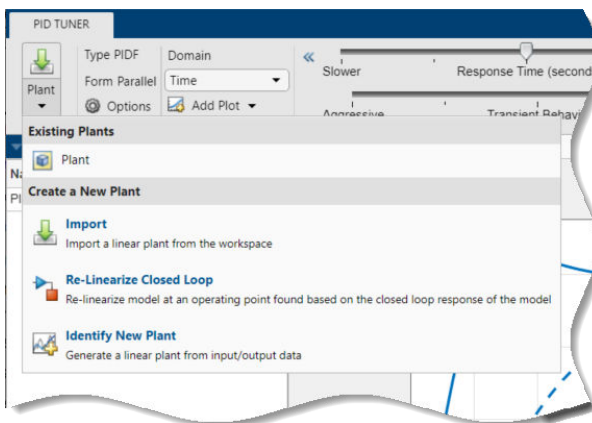 PID TUNER
Plant
Type PIDF
Form Parallel
Options
Domain
Time
Add Plot
Slower
Response Time (second
Aggressive
Transient Behavi
Existing Plants
Plant
Create a New Plant
Import
Import a linear plant from the workspace
Re-Linearize Closed Loop
Re-linearize model at an operating point found based on the closed loop response of the model
Identify New Plant
Generate a linear plant from input/output data